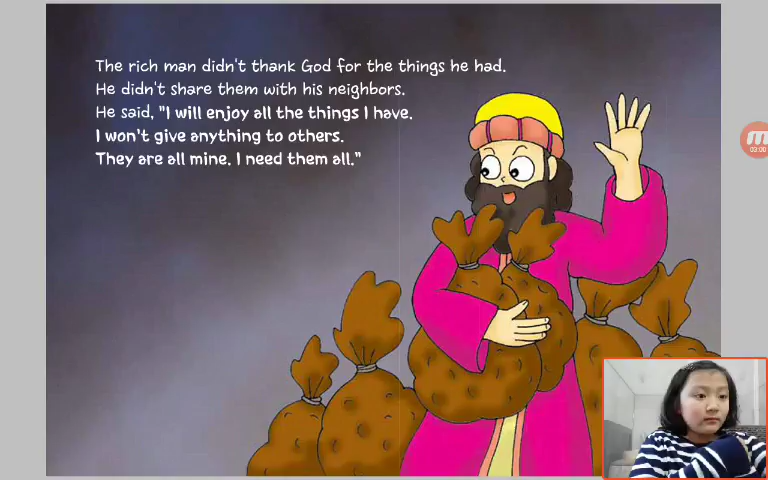 The rich man didn't thank God for the things he had.
He didn't share them with his neighbors.
He said, "I will enjoy all the things I have.
I won't give anything to others.
They are all mine. I need them all."
00:00